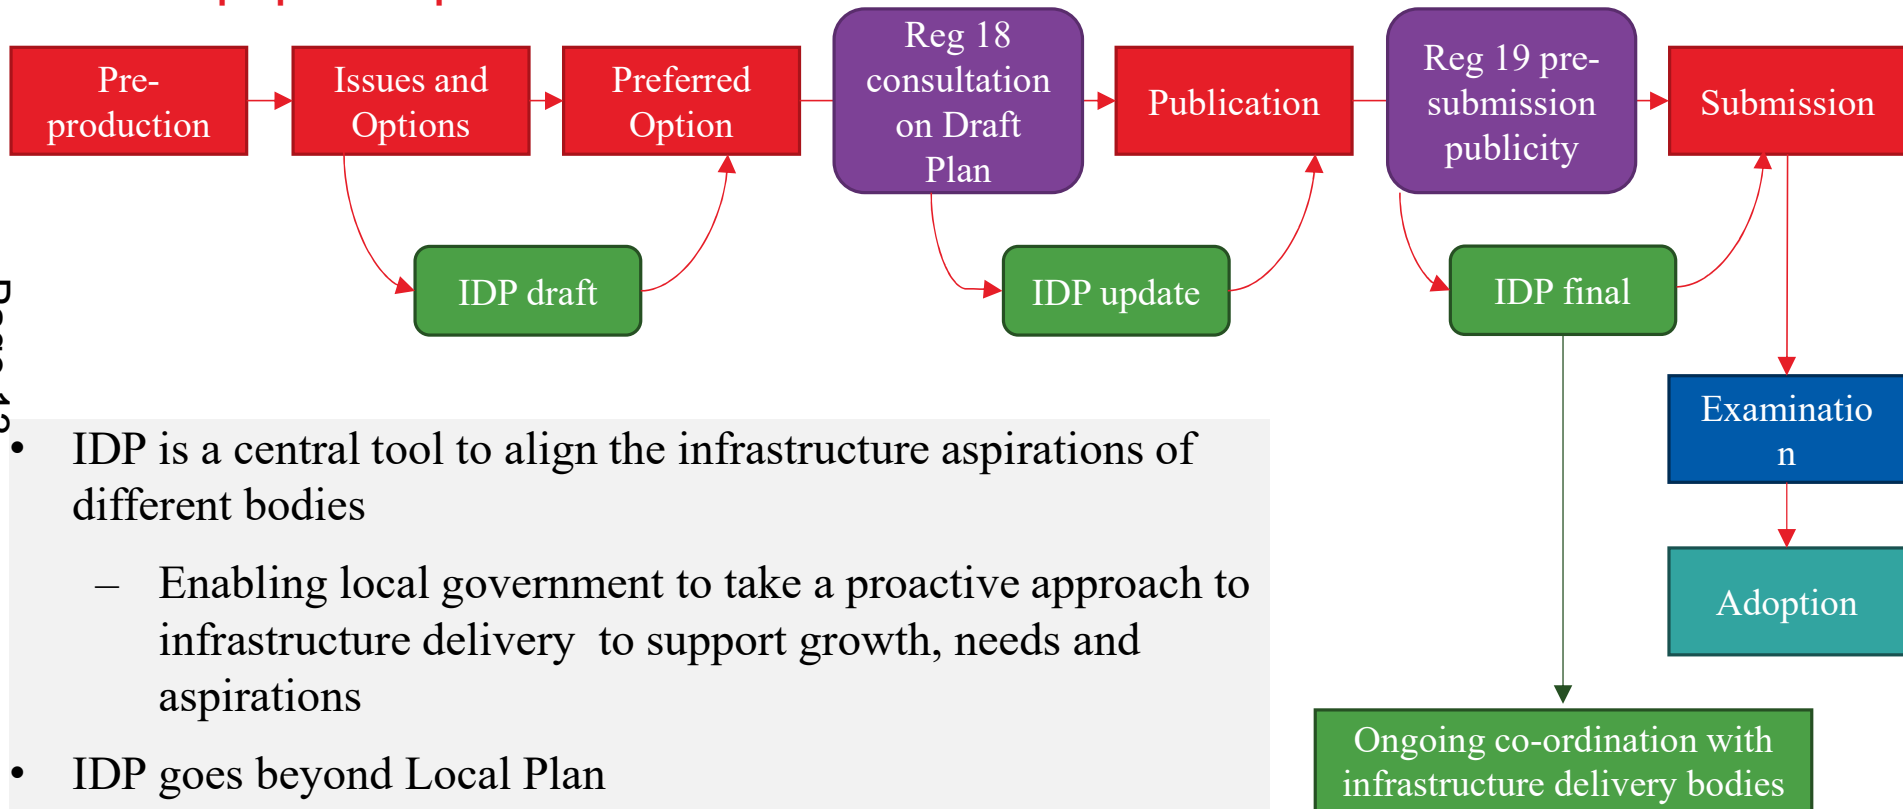 Pre-
production
Issues and
Options
Preferred
Option
Reg 18
consultation
on Draft
Plan
Publication
Reg 19 pre-
submission
publicity
Submission
IDP draft
IDP update
IDP final
Examinatio
n
Adoption
Ongoing co-ordination with
infrastructure delivery bodies
• IDP is a central tool to align the infrastructure aspirations of
different bodies
– Enabling local government to take a proactive approach to
infrastructure delivery to support growth, needs and
aspirations
• IDP goes beyond Local Plan